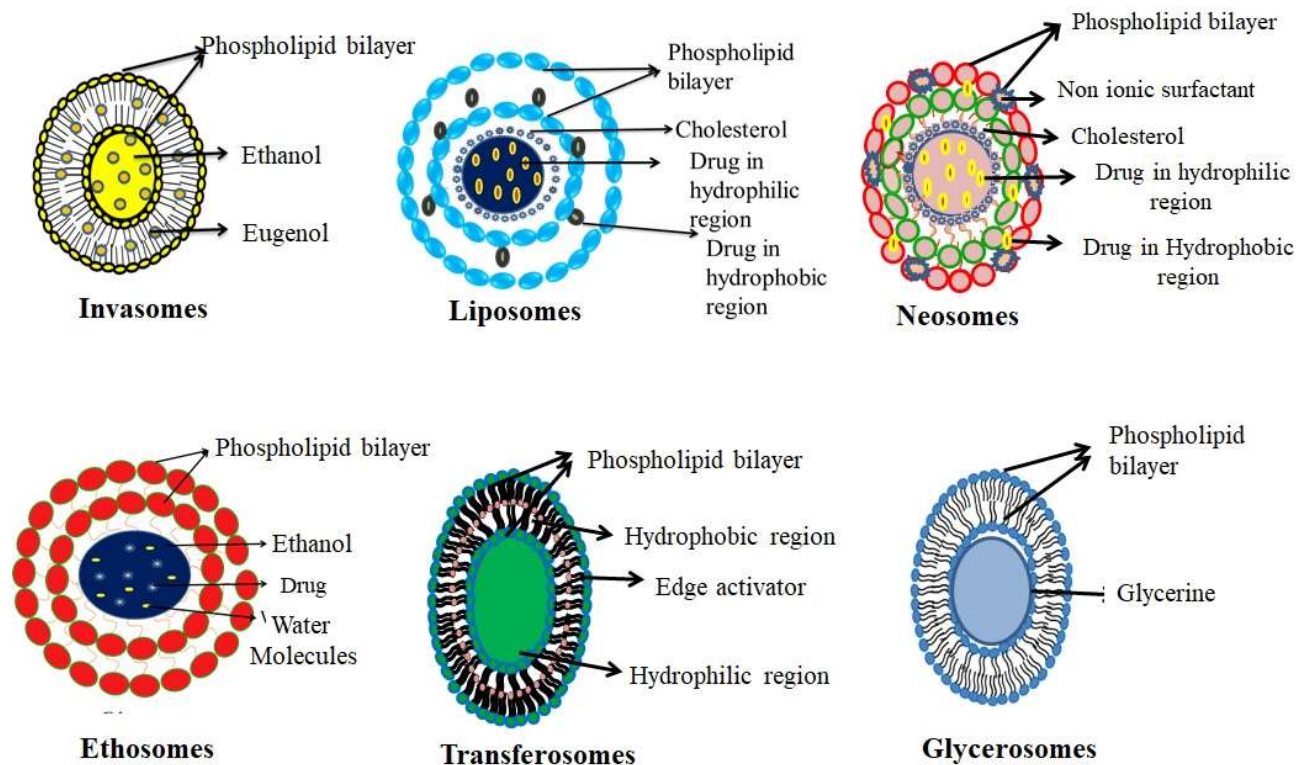 Phospholipid bilayer
Ethanol
Eugenol
Invasomes
Phospholipid
bilayer
Cholesterol
Drug in
hydrophilic
region
Drug in
hydrophobic
region
Liposomes
Phospholipid bilayer
Non ionic surfactant
Cholesterol
Drug in hydrophilic
region
Drug in Hydrophobic
region
Neosomes
Phospholipid bilayer
Ethanol
Drug
Water
Molecules
Ethosomes
Phospholipid bilayer
Hydrophobic region
Edge activator
Hydrophilic region
Transferosomes
Phospholipid
bilayer
Glycerine
Glycerosomes